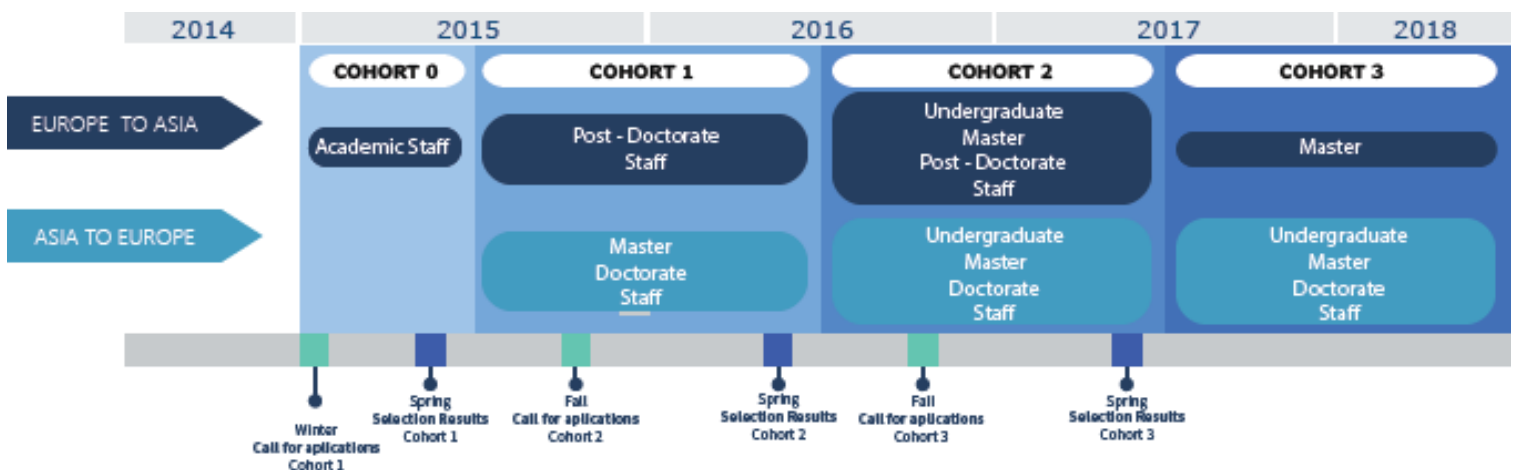 2014
2015
2016
2017
2018
COHORT 0
COHORT 1
COHORT 2
COHORT 3
EUROPE TO ASIA
Academic Staff
Post - Doctorate
Staff
Undergraduate
Master
Post - Doctorate
Staff
Master
ASIA TO EUROPE
Master
Doctorate
Staff
Undergraduate
Master
Doctorate
Staff
Undergraduate
Master
Doctorate
Staff
Winter
Call for aplications
Cohort 1
Spring
Selection Results
Cohort 1
Fall
Call for aplications
Cohort 2
Spring
Selection Results
Cohort 2
Fall
Call for aplications
Cohort 3
Spring
Selection Results
Cohort 3